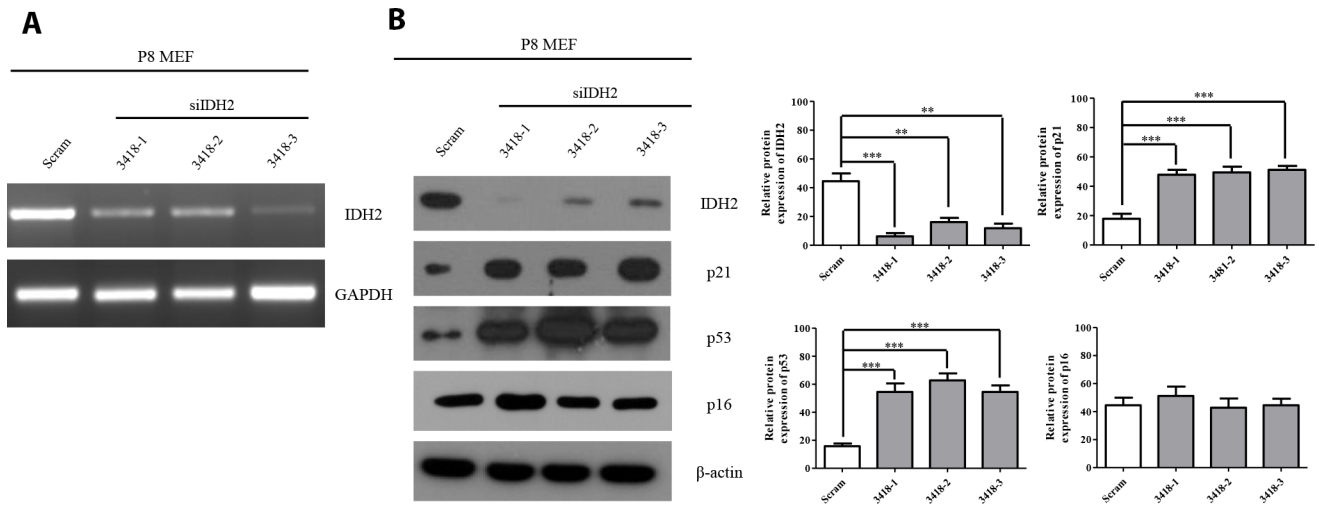 A
P8 MEF
siIDH2
Scram
3418-1
3418-2
3418-3
IDH2
GAPDH
B
P8 MEF
siIDH2
Scram
3418-1
3418-2
3418-3
IDH2
p21
p53
p16
β-actin
Relative protein
expression of IDH2
100
80
60
40
20
0
**
**
***
Scram
3418-1
3418-2
3418-3
Relative protein
expression of p21
100
80
60
40
20
0
***
***
***
Scram
3418-1
3481-2
3418-3
Relative protein
expression of p53
100
80
60
40
20
0
***
***
***
Scram
3418-1
3418-2
3418-3
Relative protein
expression of p16
100
80
60
40
20
0
Scram
3418-1
3418-2
3418-3